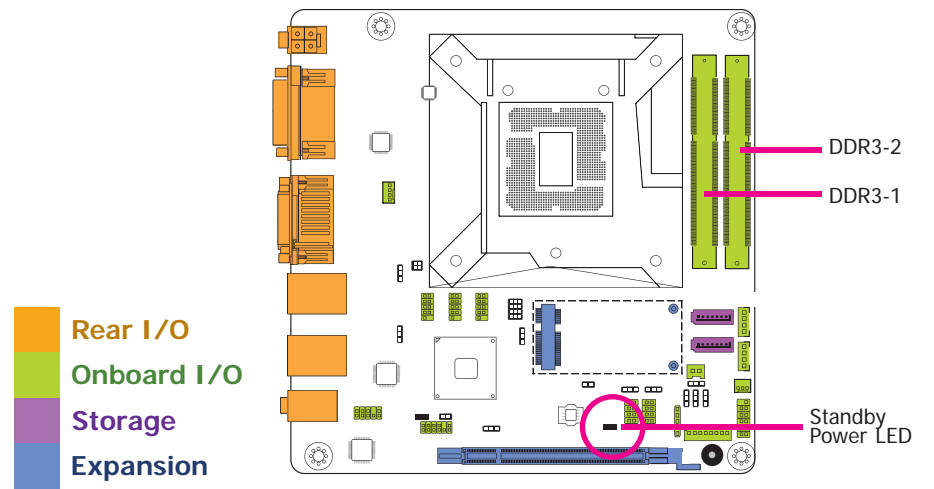 DDR3-2
DDR3-1
Rear I/O
Onboard I/O
Storage
Expansion
Standby
Power LED